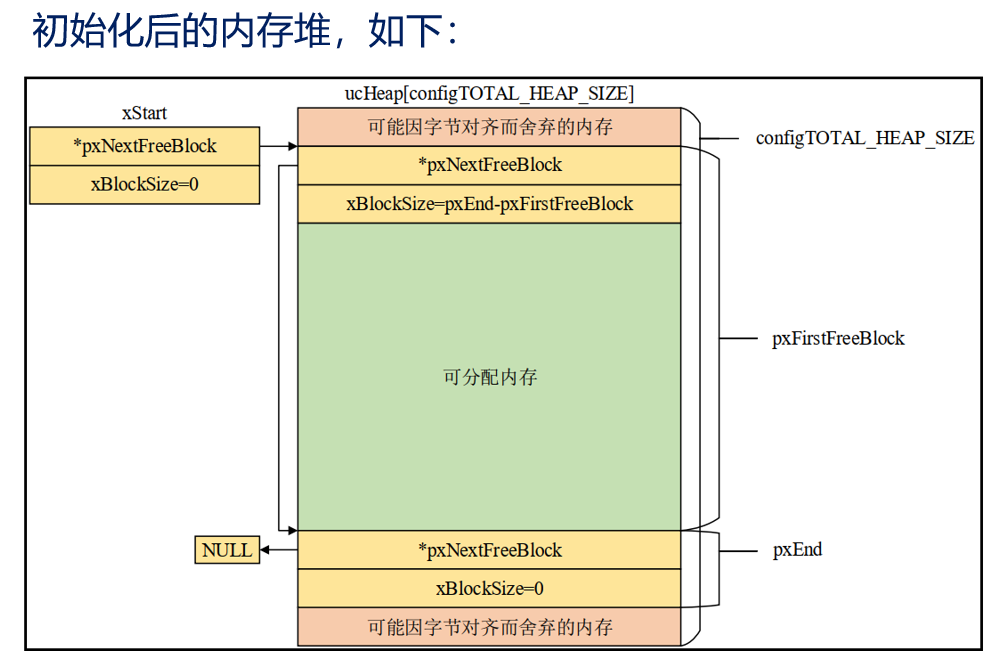 初始化后的内存堆，如下：
ucHeap[configTOTAL_HEAP_SIZE]
xStart
可能因字节对齐而舍弃的内存
configTOTAL_HEAP_SIZE
*pxNextFreeBlock
*pxNextFreeBlock
xBlockSize=0
xBlockSize=pxEnd-pxFirstFreeBlock
pxFirstFreeBlock
可分配内存
NULL
*pxNextFreeBlock
pxEnd
xBlockSize=0
可能因字节对齐而舍弃的内存